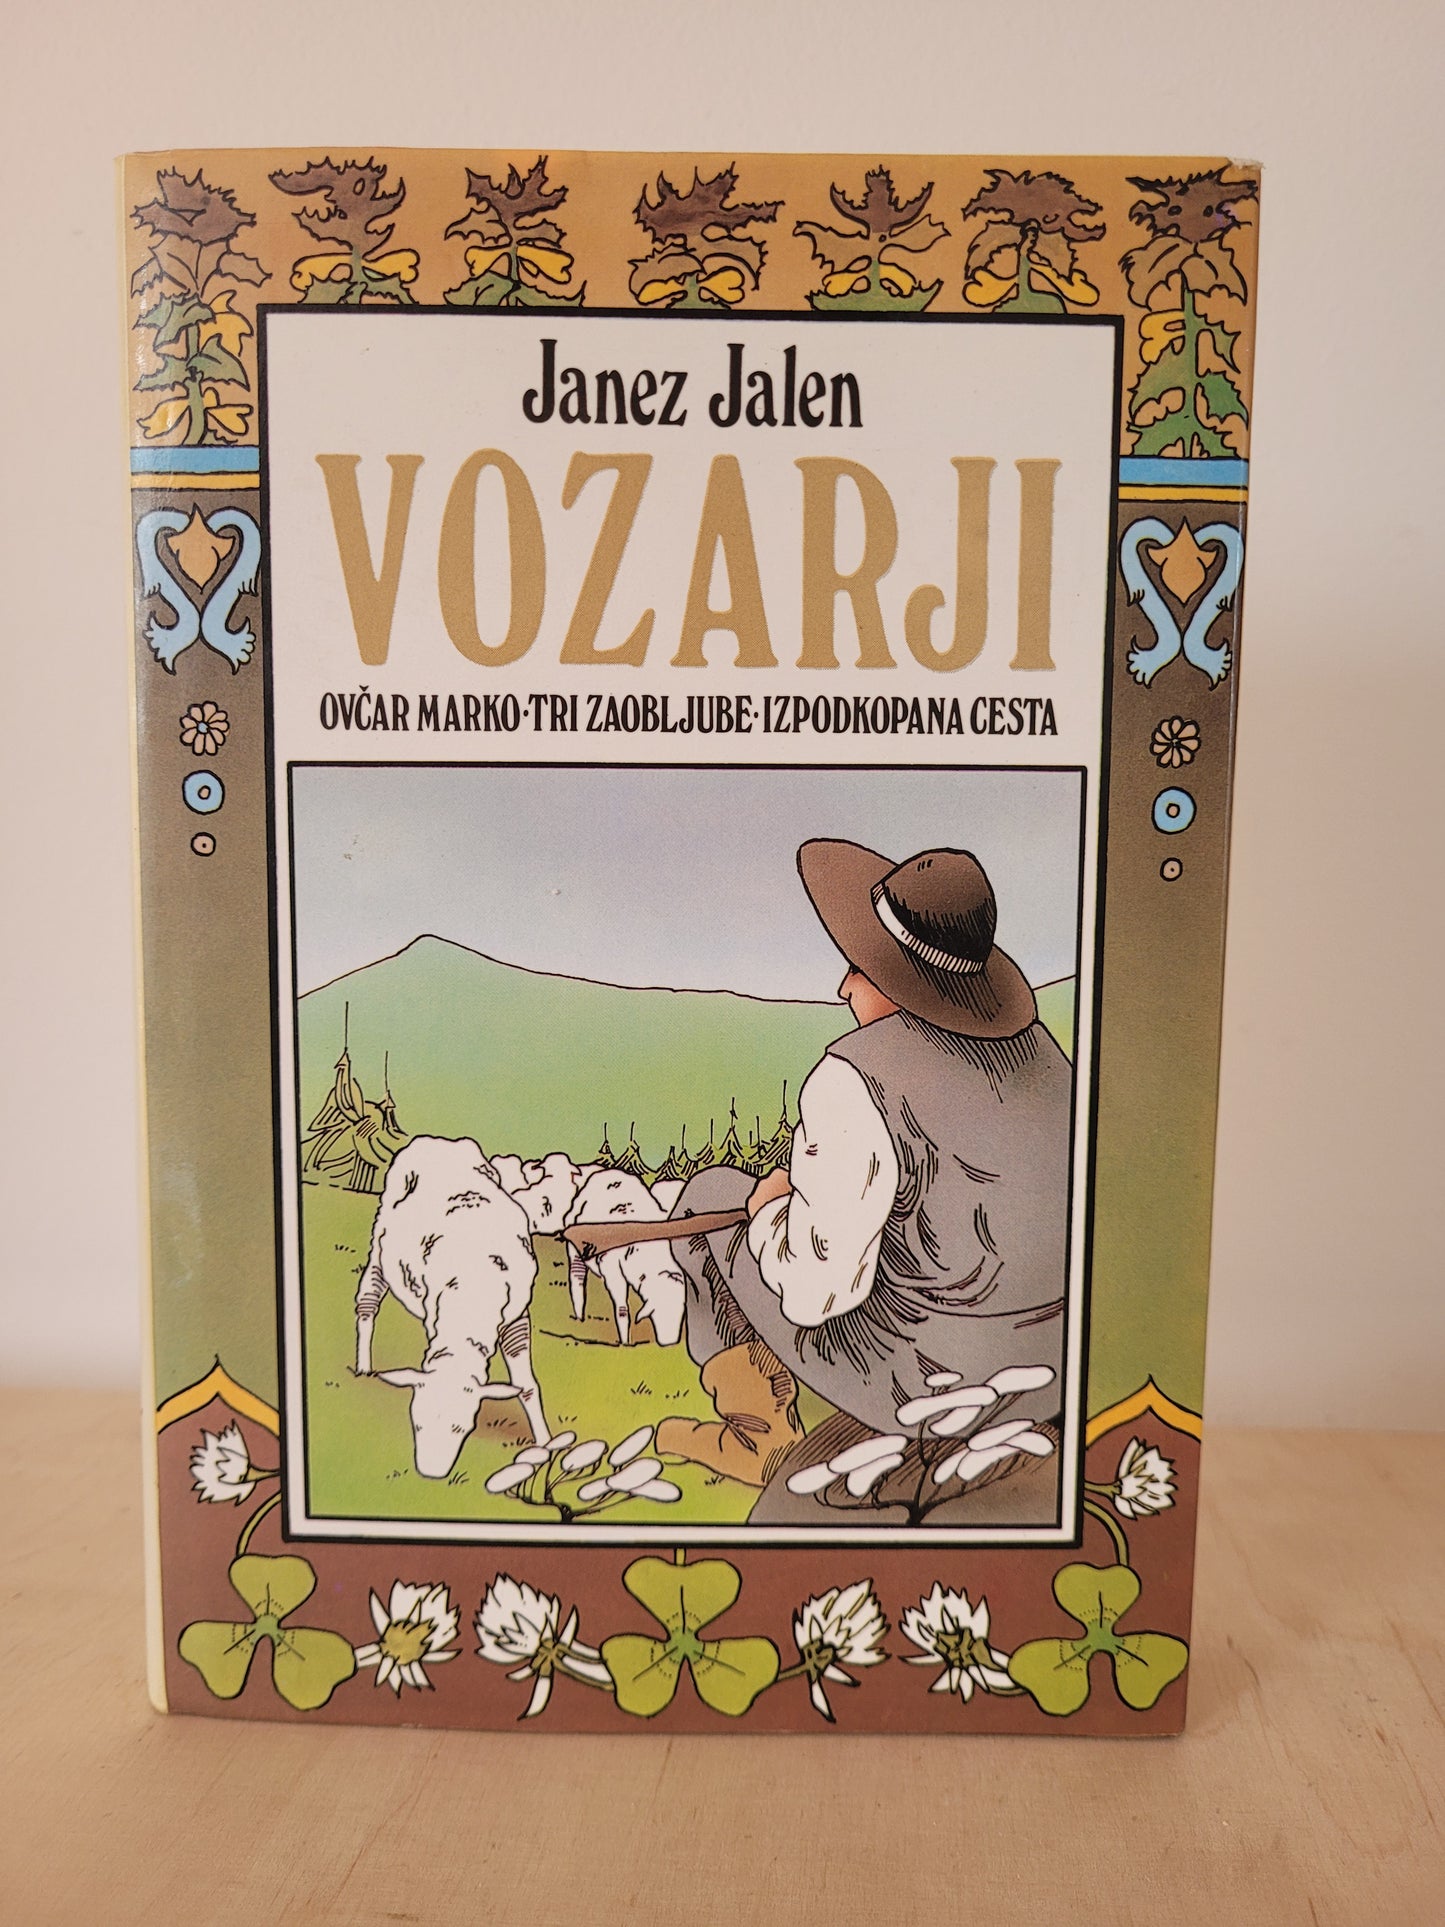 Janez Jalen
VOZARJI
OVČAR MARKO·TRI ZAOBLJUBE·IZPODKOPANA CESTA